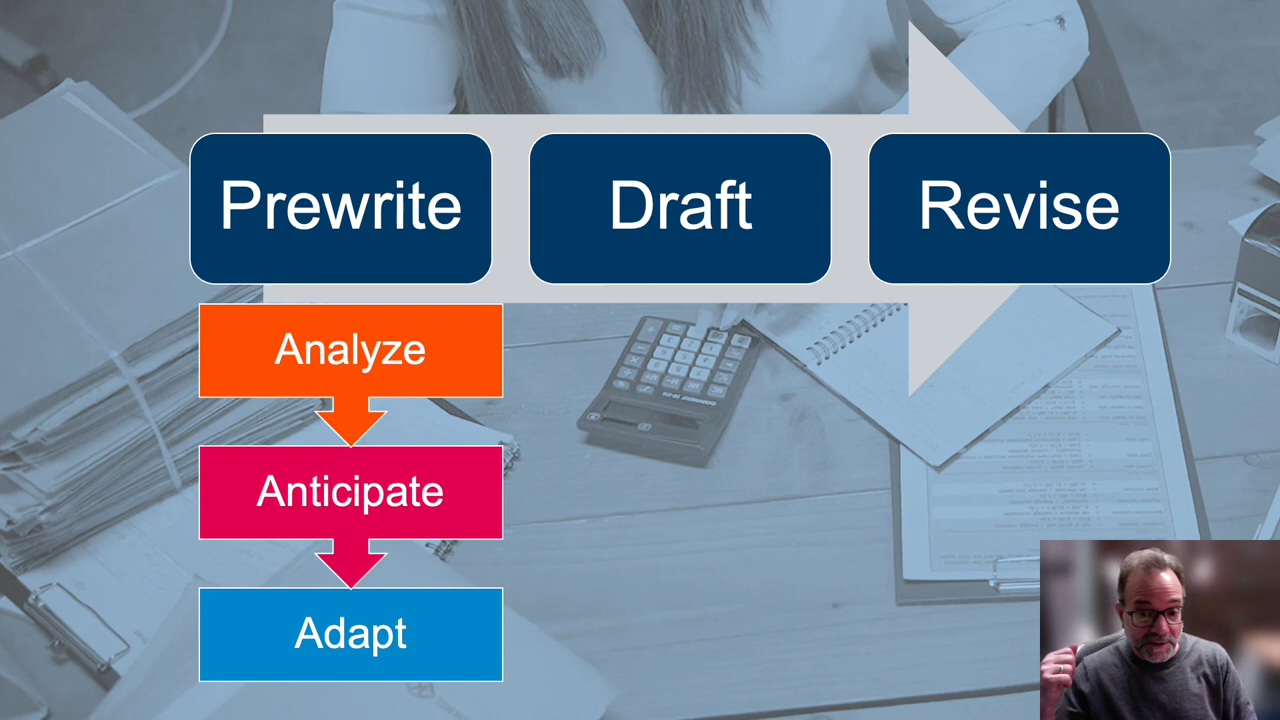 Prewrite
Draft
Revise
Analyze
Anticipate
Adapt